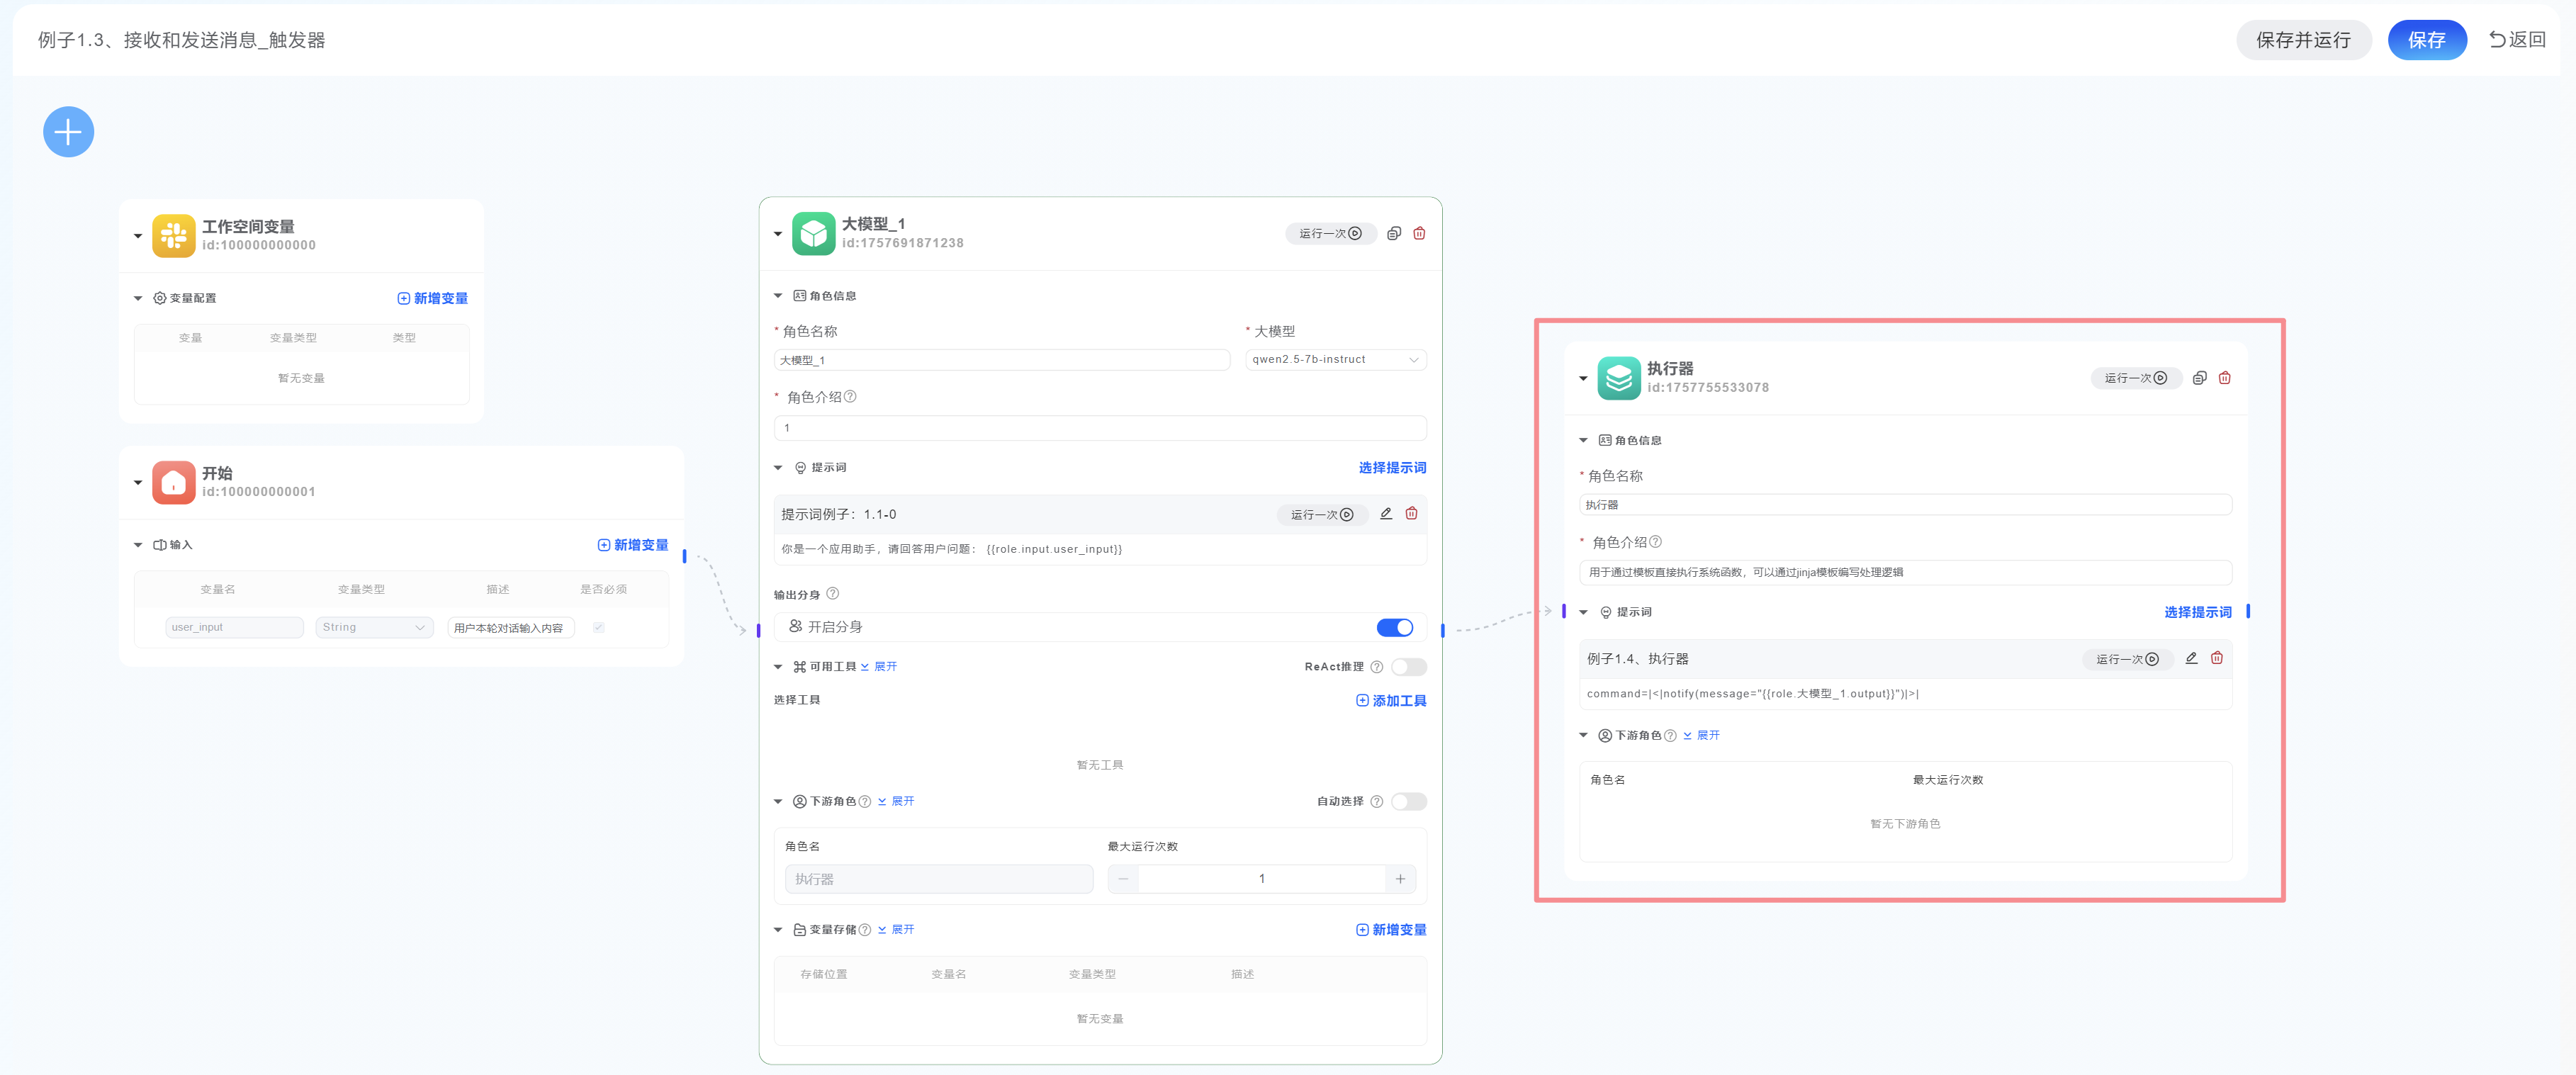 例子1.3、接收和发送消息_触发器
保存并运行
保存
返回
工作空间变量
id:100000000000
变量配置
新增变量
变量 变量类型 类型
暂无变量
开始
id:100000000001
输入
新增变量
变量名 变量类型 描述 是否必须
user_input String 用户本轮对话输入内容
大模型_1
id:1757691871238
运行一次
角色信息
* 角色名称
* 大模型
大模型_1
qwen2.5-7b-instruct
* 角色介绍
1
提示词
选择提示词
提示词例子：1.1-0
运行一次
你是一个应用助手，请回答用户问题： {{role.input.user_input}}
输出分身
开启分身
可用工具 展开
ReAct推理
选择工具
添加工具
暂无工具
下游角色 展开
自动选择
角色名 最大运行次数
执行器 1
变量存储 展开
新增变量
存储位置 变量名 变量类型 描述
暂无变量
执行器
id:1757755533078
运行一次
角色信息
* 角色名称
执行器
* 角色介绍
用于通过模板直接执行系统函数，可以通过jinja模板编写处理逻辑
提示词
选择提示词
例子1.4、执行器
运行一次
command=|<|notify(message="{{role.大模型_1.output}}")|>|
下游角色 展开
角色名 最大运行次数
暂无下游角色